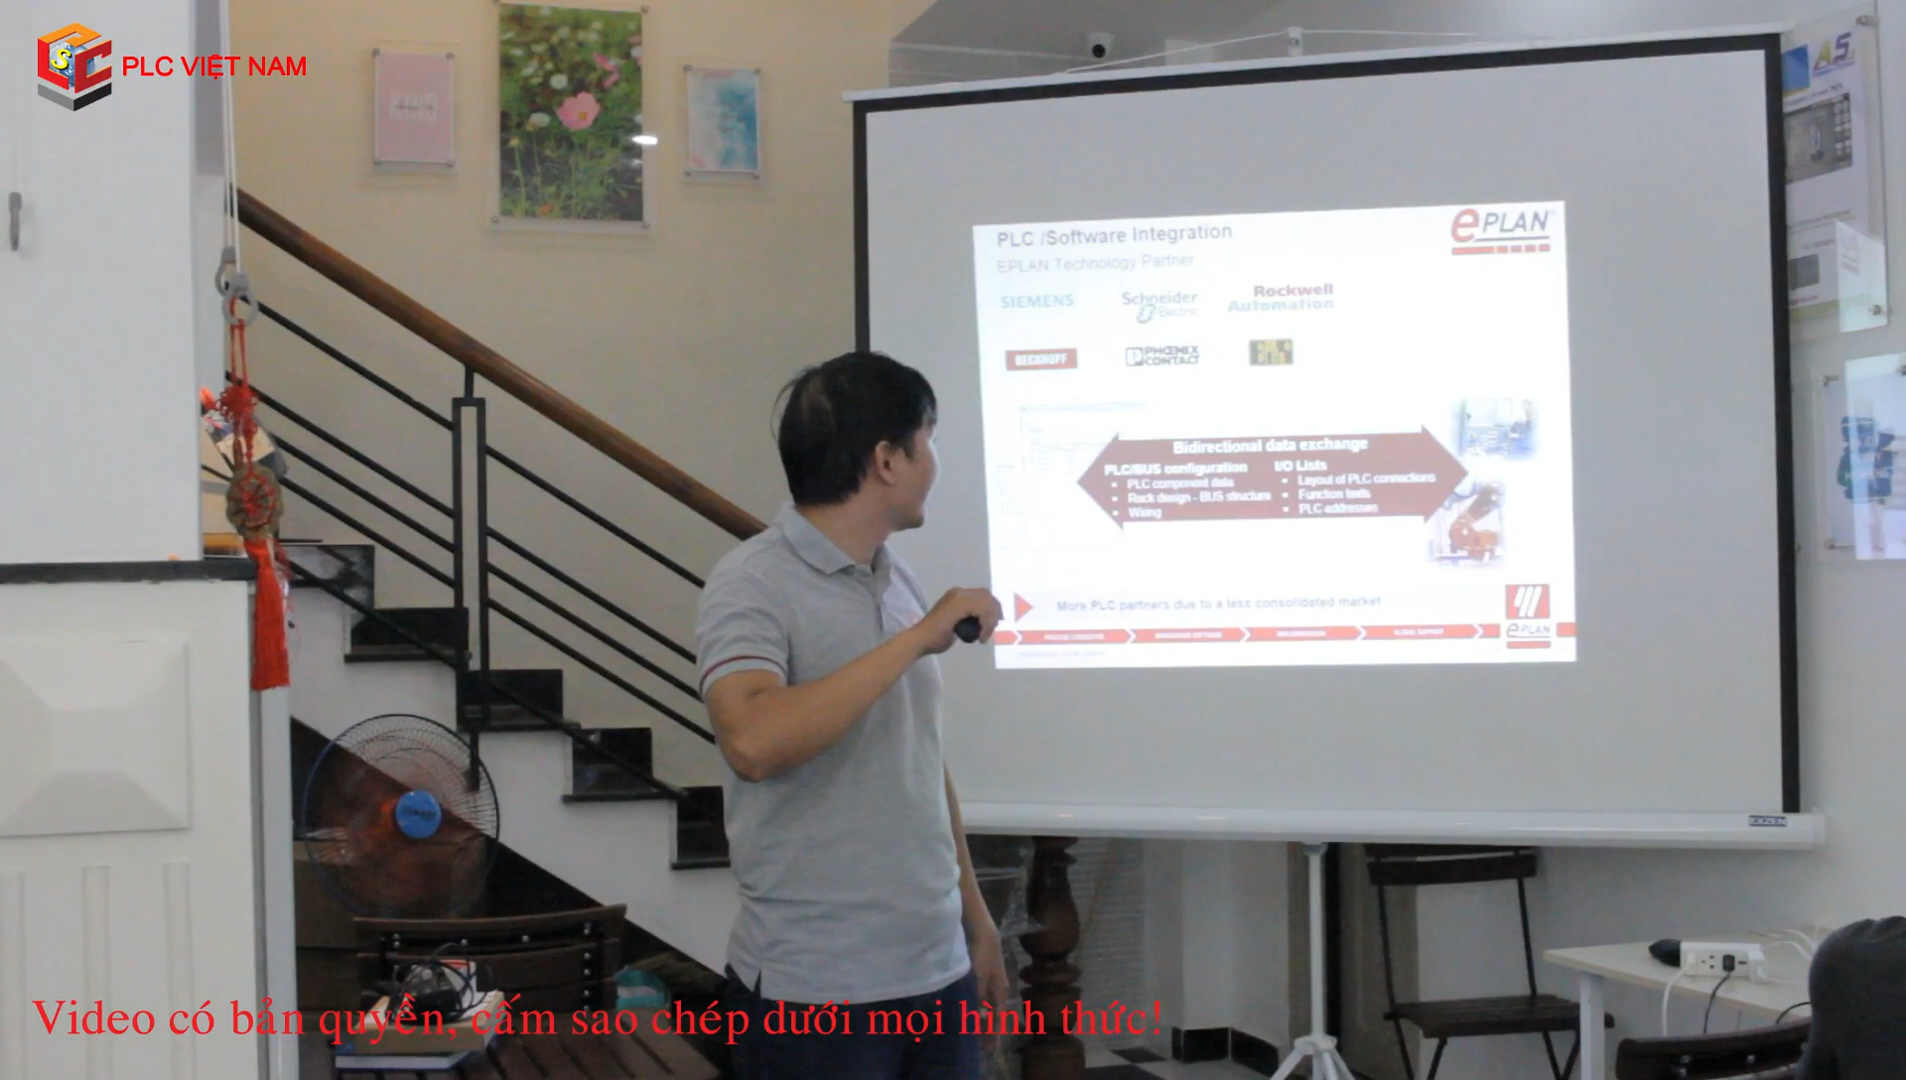 PLC VIỆT NAM
PLC /Software Integration
EPLAN Technology Partner
ePLAN
SIEMENS
Schneider Electric
Rockwell Automation
BECKHOFF
PHOENIX CONTACT
Bidirectional data exchange
PLC/BUS configuration
• PLC component data
• Rack design - BUS structure
• Wiring
I/O Lists
• Layout of PLC connections
• Function texts
• PLC addresses
More PLC partners due to a less consolidated market
GLOBAL SUPPORT
ePLAN
Video có bản quyền, cấm sao chép dưới mọi hình thức!